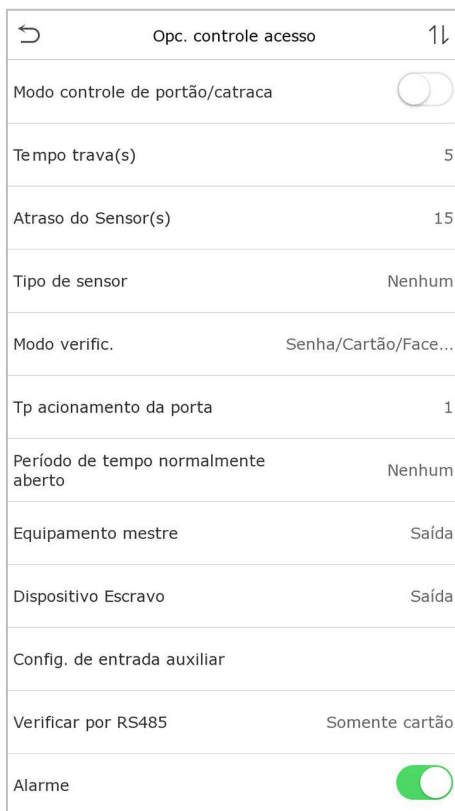 Opc. controle acesso
Modo controle de portão/catraca
Tempo trava(s) 5
Atraso do Sensor(s) 15
Tipo de sensor Nenhum
Modo verific. Senha/Cartão/Face...
Tp acionamento da porta 1
Período de tempo normalmente
aberto Nenhum
Equipamento mestre Saída
Dispositivo Escravo Saída
Config. de entrada auxiliar
Verificar por RS485 Somente cartão
Alarme